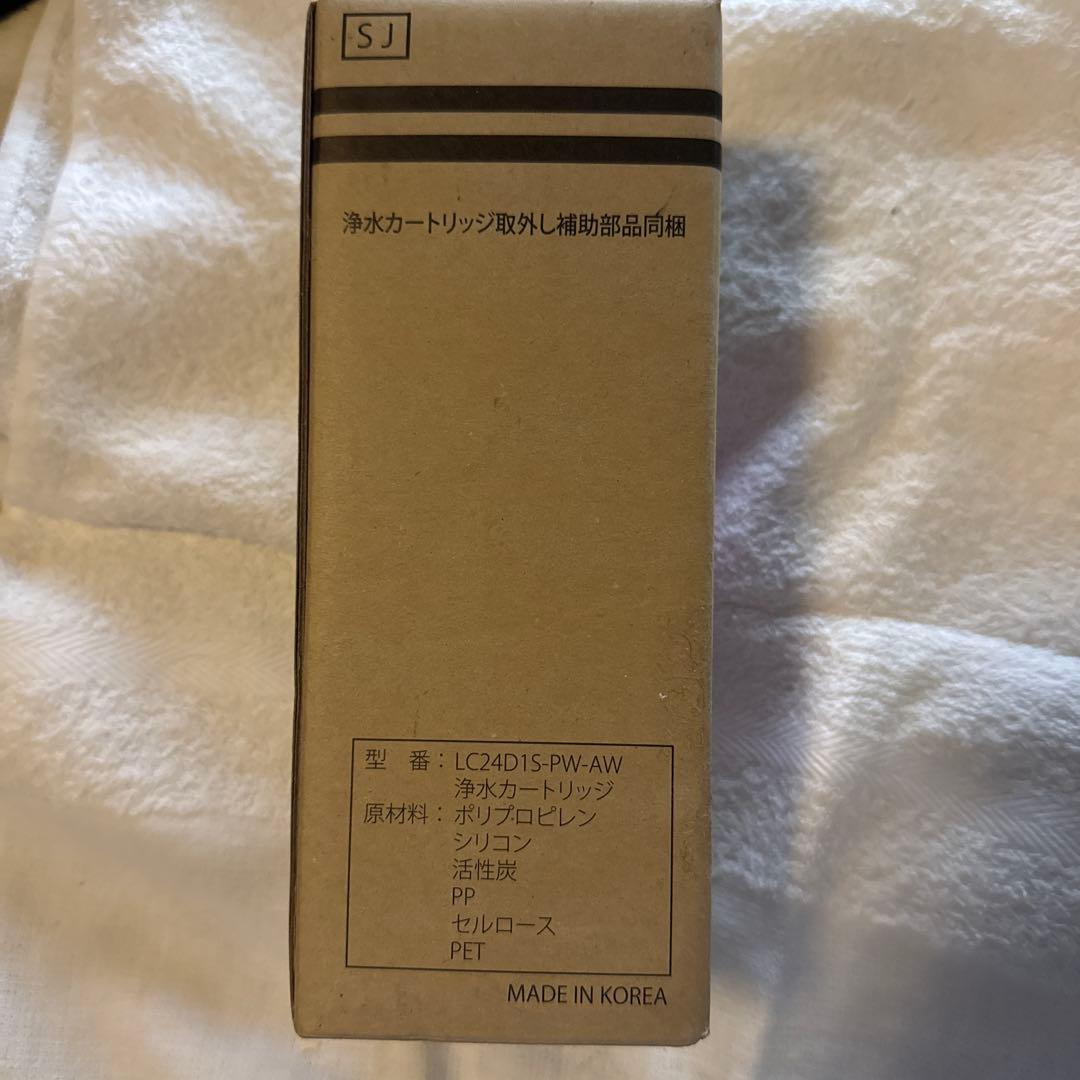 SJ
浄水カートリッジ取外し補助部品同梱
型 番： LC24D1S-PW-AW
浄水カートリッジ
原材料： ポリプロピレン
シリコン
活性炭
PP
セルロース
PET
MADE IN KOREA